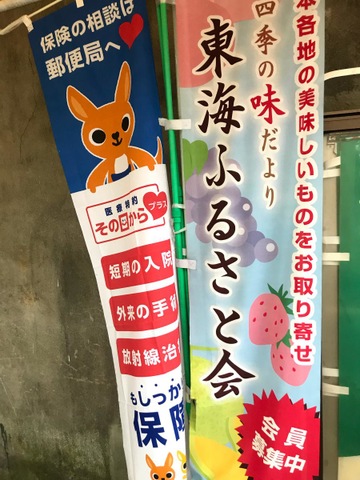 保険の相談は
郵便局へ
医療特約
その日から
プラス
短期の入院
外来の手術
放射線治
もしっか
保障
本各地の美味しいものをお取り寄せ
四季の味だより
東海ふるさと会
会員
募集中